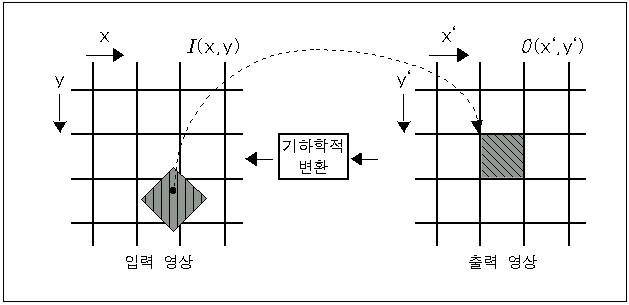 x
I(x,y)
y
x‘
O(x‘,y‘)
y‘
기하학적
변환
입력 영상
출력 영상